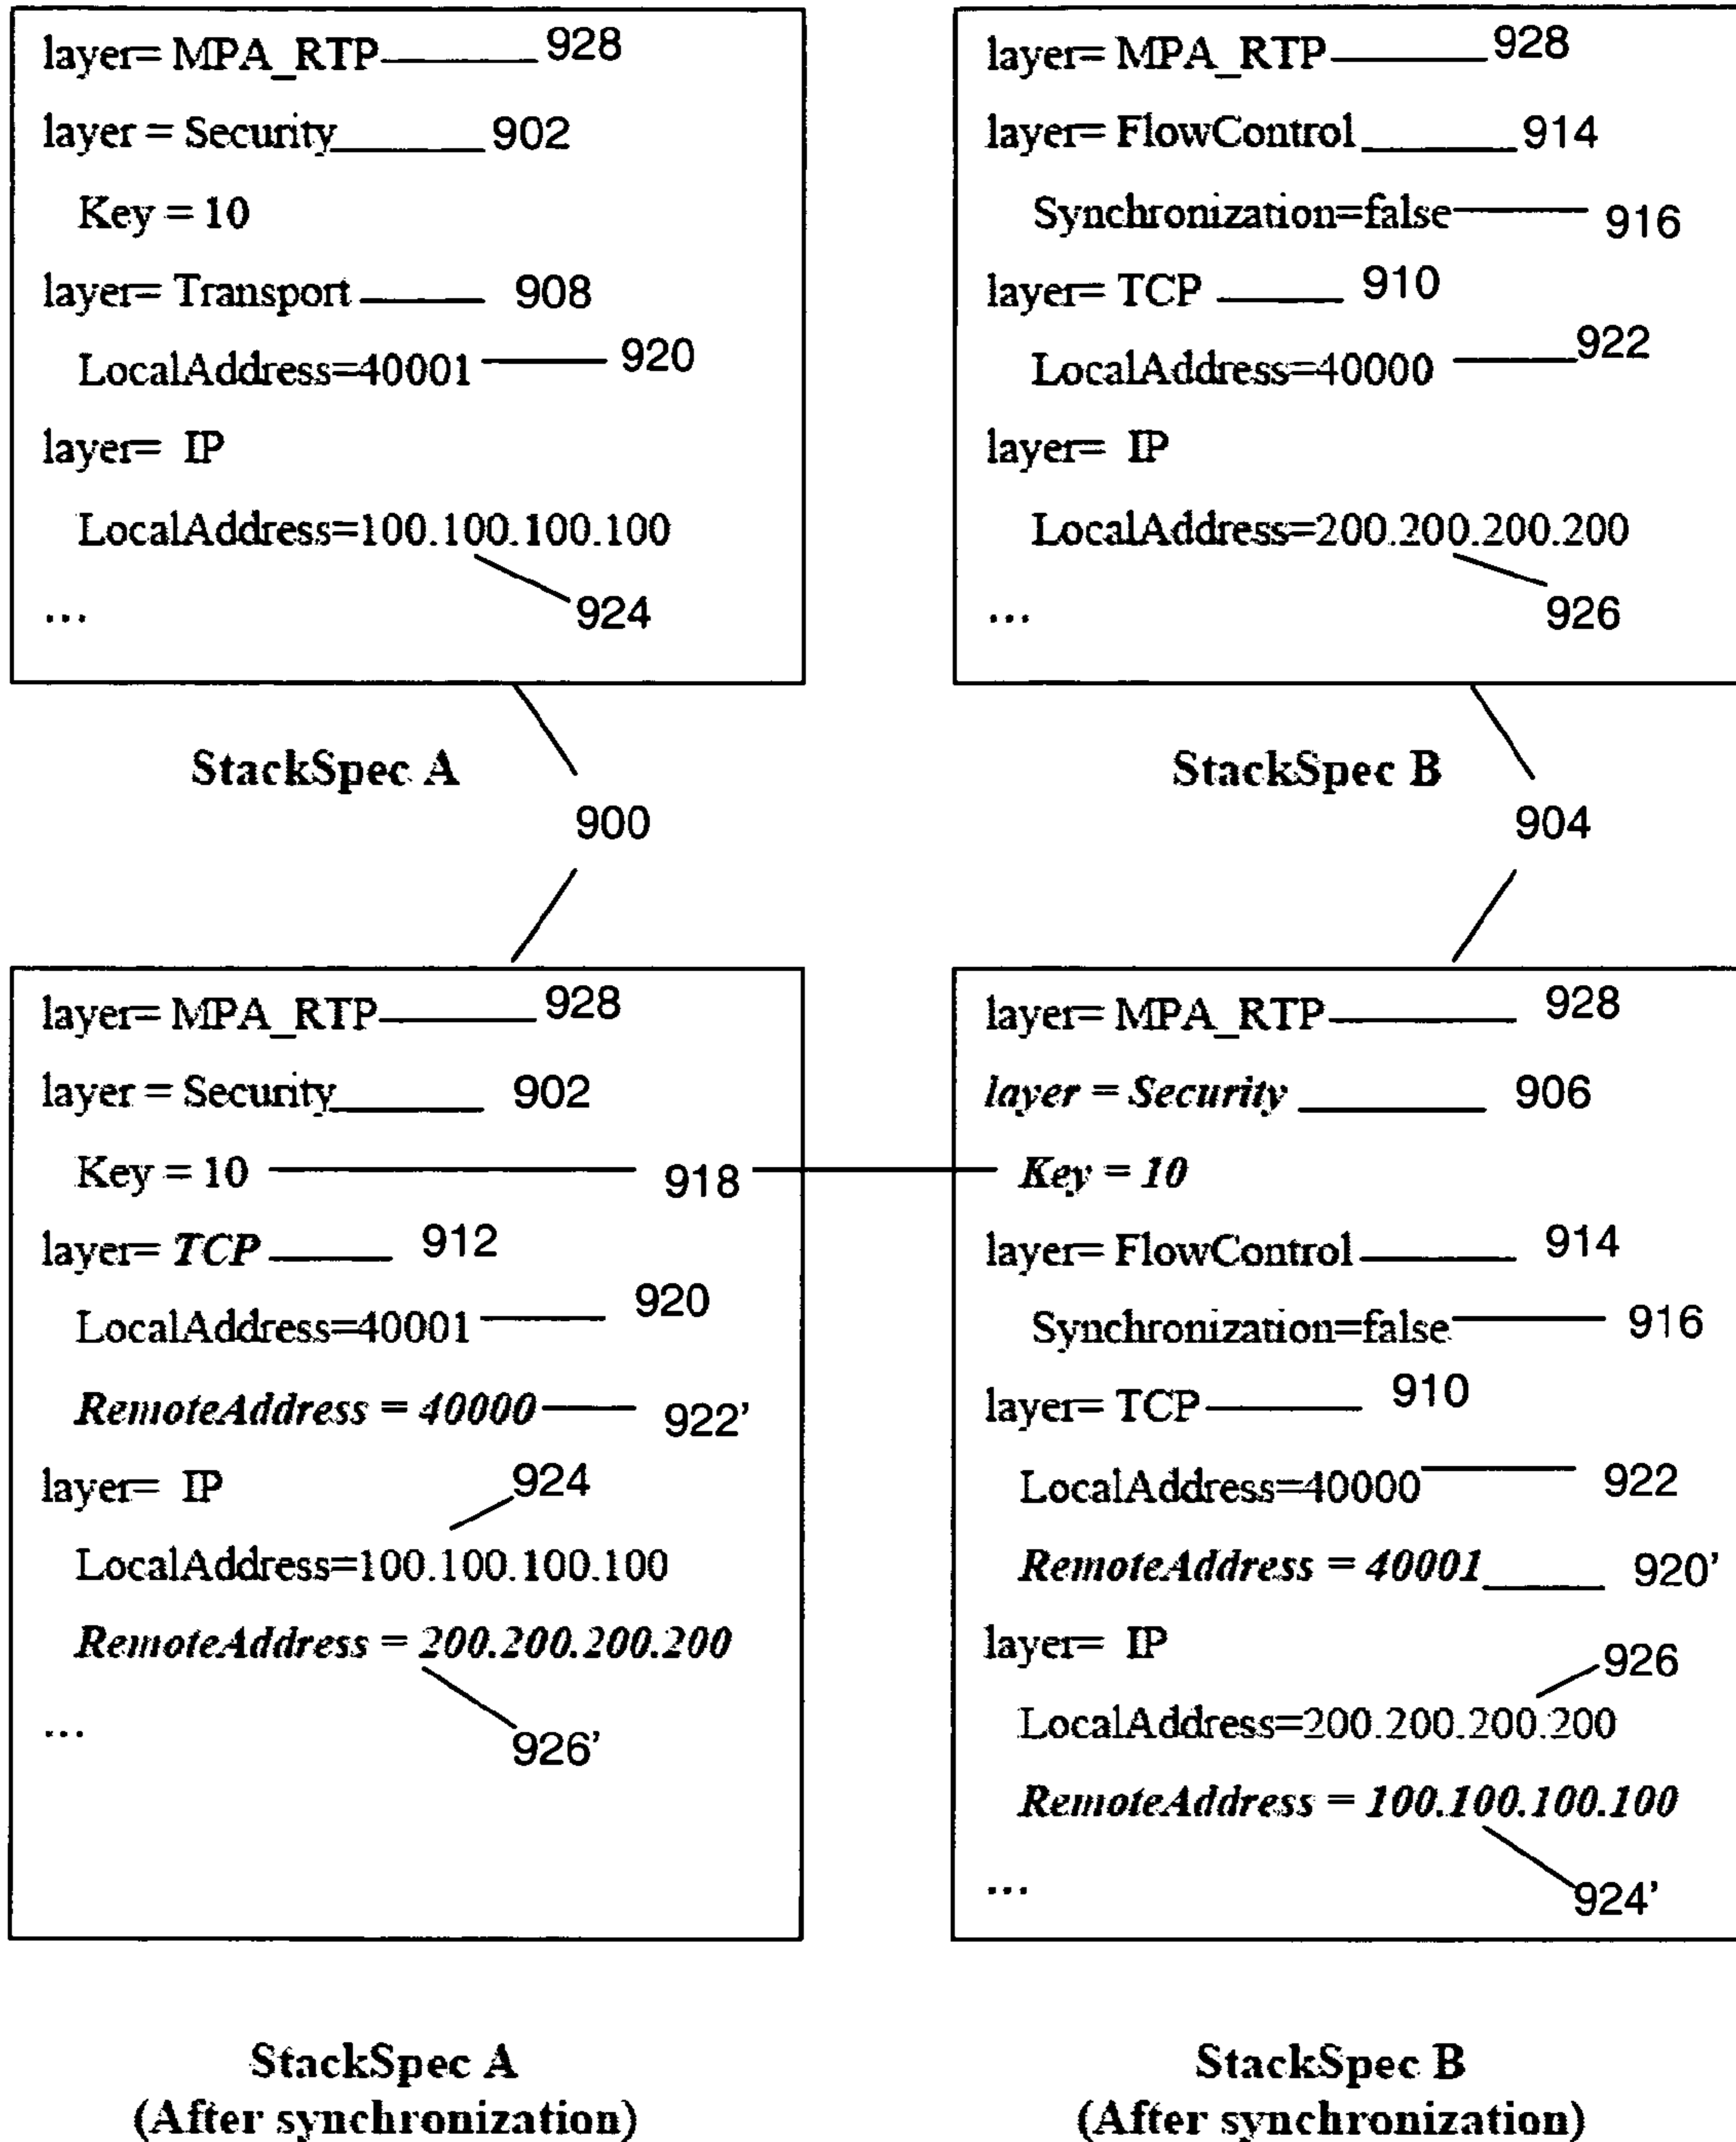 layer= MPA_RTP 928
layer = Security 902
Key = 10
layer= Transport 908
LocalAddress=40001 920
layer= IP
LocalAddress=100.100.100.100
924
...
StackSpec A
900
layer= MPA_RTP 928
layer= FlowControl 914
Synchronization=false 916
layer= TCP 910
LocalAddress=40000 922
layer= IP
LocalAddress=200.200.200.200
926
...
StackSpec B
904
layer= MPA_RTP 928
layer = Security 902
Key = 10 918
layer= TCP 912
LocalAddress=40001 920
RemoteAddress = 40000 922'
layer= IP 924
LocalAddress=100.100.100.100
RemoteAddress = 200.200.200.200
...
926'
StackSpec A
(After synchronization)
layer= MPA_RTP 928
layer = Security 906
Key = 10
layer= FlowControl 914
Synchronization=false 916
layer= TCP 910
LocalAddress=40000 922
RemoteAddress = 40001 920'
layer= IP
926
LocalAddress=200.200.200.200
RemoteAddress = 100.100.100.100
...
924'
StackSpec B
(After synchronization)